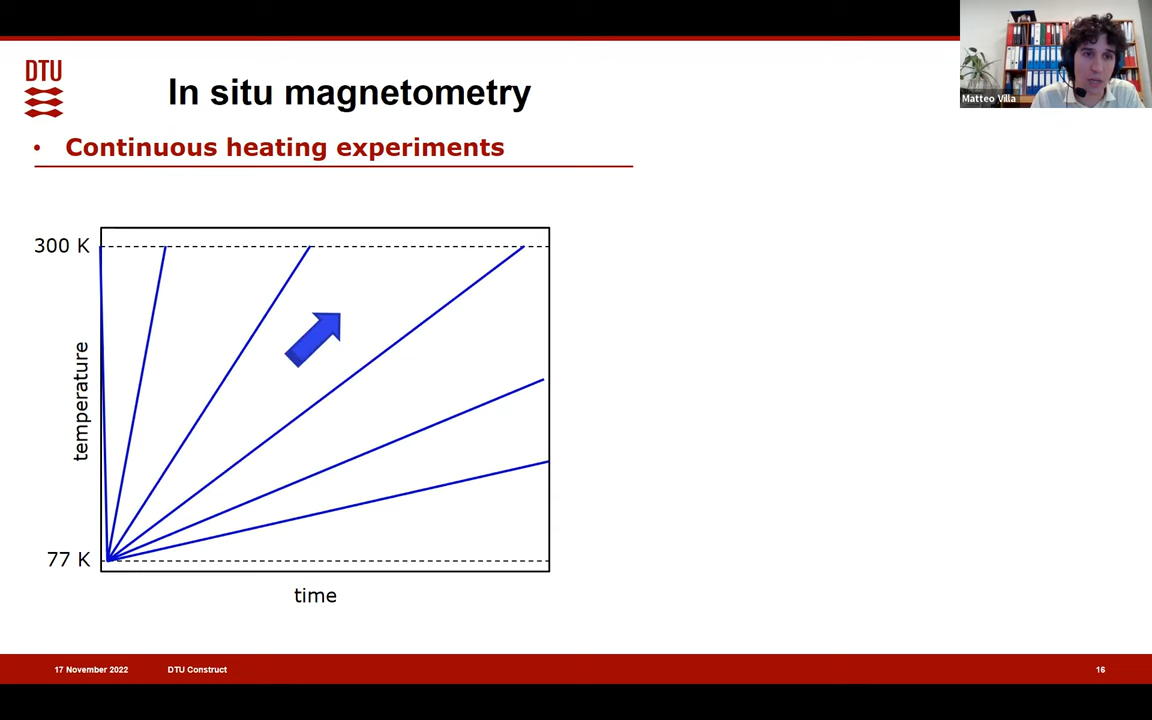 DTU
In situ magnetometry
Matteo Villa
• Continuous heating experiments
300 K
temperature
77 K
time
17 November 2022 DTU Construct 16